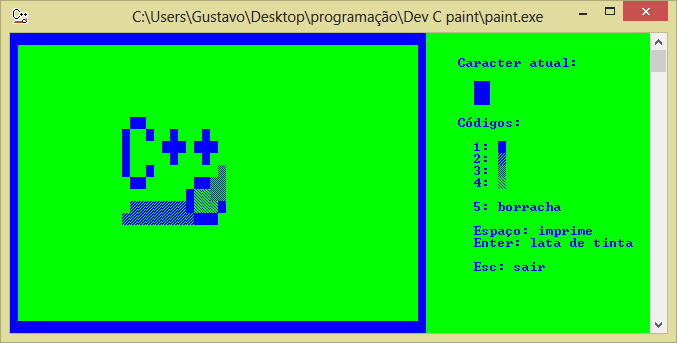 C:\Users\Gustavo\Desktop\programação\Dev C paint\paint.exe
Caracter atual:
Códigos:
1:
2:
3:
4:
5: borracha
Espaço: imprime
Enter: lata de tinta
Esc: sair
C++